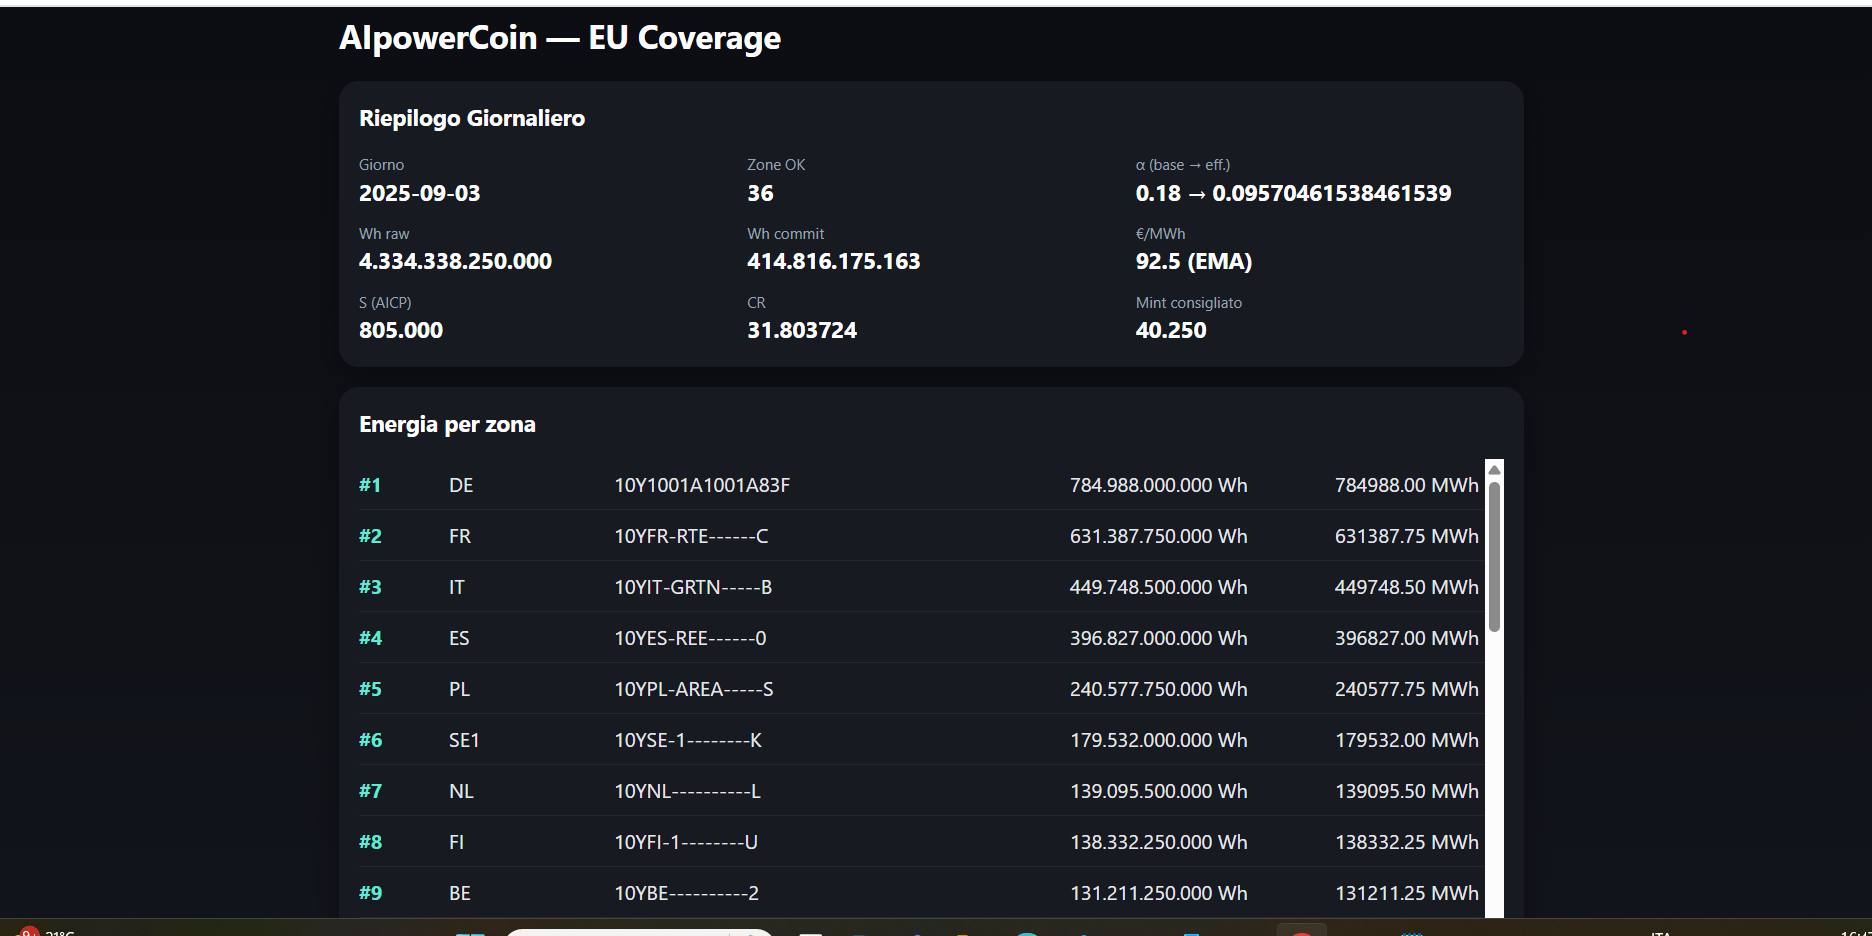 AIpowerCoin — EU Coverage
Riepilogo Giornaliero
Giorno Zone OK α (base → eff.)
2025-09-03 36 0.18 → 0.09570461538461539
Wh raw Wh commit €/MWh
4.334.338.250.000 414.816.175.163 92.5 (EMA)
S (AICP) CR Mint consigliato
805.000 31.803724 40.250
Energia per zona
#1 DE 10Y1001A1001A83F 784.988.000.000 Wh 784988.00 MWh
#2 FR 10YFR-RTE------C 631.387.750.000 Wh 631387.75 MWh
#3 IT 10YIT-GRTN-----B 449.748.500.000 Wh 449748.50 MWh
#4 ES 10YES-REE------0 396.827.000.000 Wh 396827.00 MWh
#5 PL 10YPL-AREA-----S 240.577.750.000 Wh 240577.75 MWh
#6 SE1 10YSE-1--------K 179.532.000.000 Wh 179532.00 MWh
#7 NL 10YNL----------L 139.095.500.000 Wh 139095.50 MWh
#8 FI 10YFI-1--------U 138.332.250.000 Wh 138332.25 MWh
#9 BE 10YBE----------2 131.211.250.000 Wh 131211.25 MWh